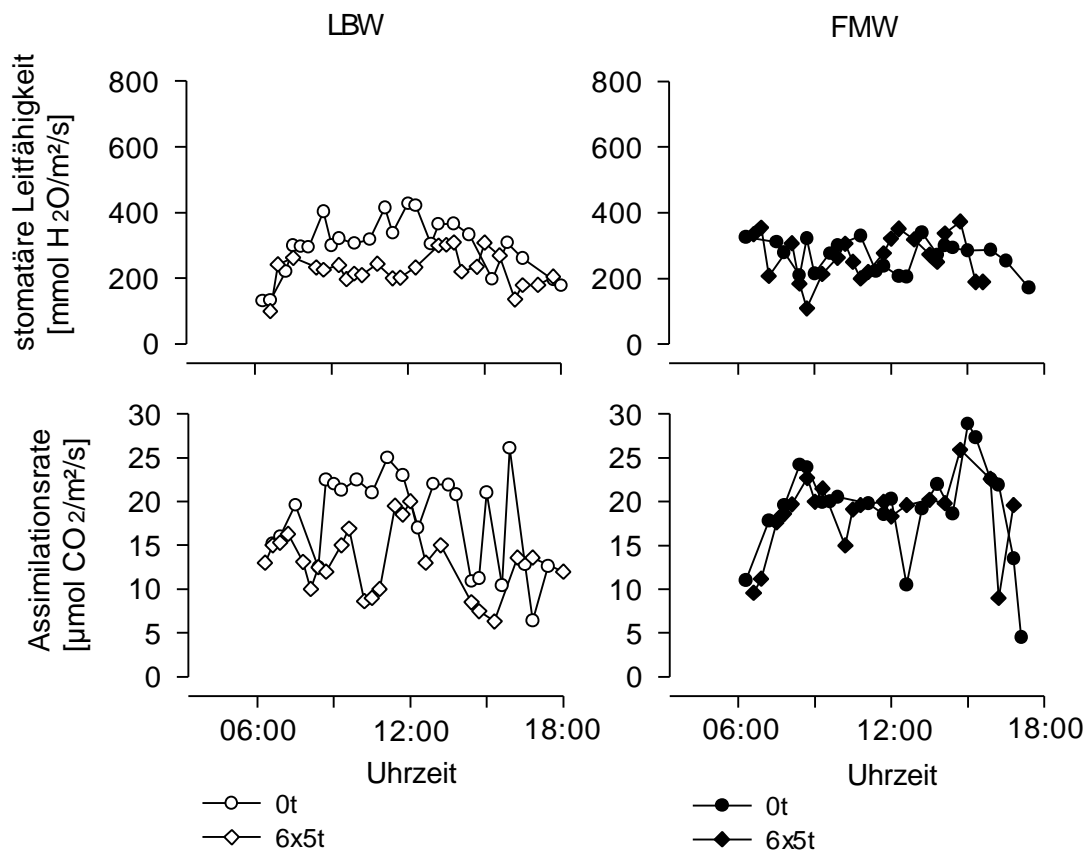 LBW
FMW
stomatäre Leitfähigkeit
[mmol H2O/m²/s]
800
600
400
200
0
800
600
400
200
0
Assimilationsrate
[µmol CO2/m²/s]
30
25
20
15
10
5
0
30
25
20
15
10
5
0
06:00 12:00 18:00
06:00 12:00 18:00
Uhrzeit
Uhrzeit
0t
6x5t
0t
6x5t